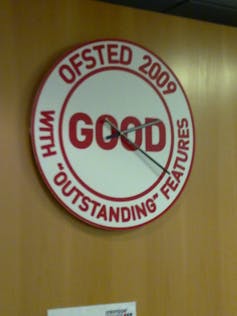 OFSTED 2009
GOOD
WITH "OUTSTANDING" FEATURES